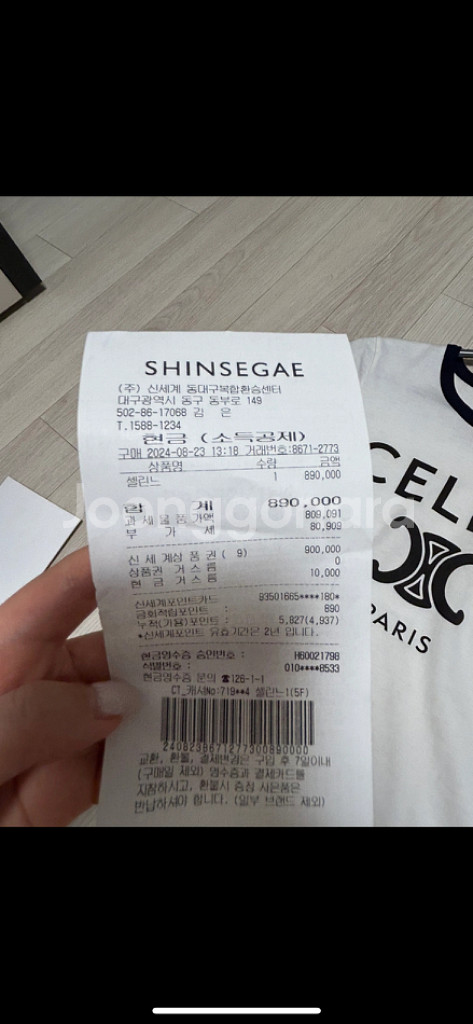 SHINSEGAE
(주) 신세계 동대구복합환승센터
대구광역시 동구 동부로 149
502-86-17068 김 은
T.1588-1234
현금 (소득공제)
구매 2024-08-23 13:18 거래번호:8671-2773
상품명 수량 금액
셀린느 1 890,000
합 계 890,000
과 세 물 품 가 액 809,091
부 가 세 80,909
신 세 계 상 품 권 ( 9) 900,000
상품권 거 스 름 0
현 금 거 스 름 10,000
신세계포인트카드 93501665****180*
금회적립포인트 : 890
누적(가용)포인트 : 5,827(4,937)
*신세계포인트 유효기간은 2년 입니다.
현금영수증 승인번호 : H60021798
식별번호 : 010****8533
현금영수증 문의 ☎126-1-1
CT_캐시No:719**4 셀린느1(5F)
2408239671277300890000
교환, 환불, 결제변경은 구입 후 7일이내
(구매일 제외) 영수증과 결제카드를
지참하시고, 환불시 증정 사은품은
반납하셔야 합니다. (일부 브랜드 제외)
CELI
PARIS
Joonggonara